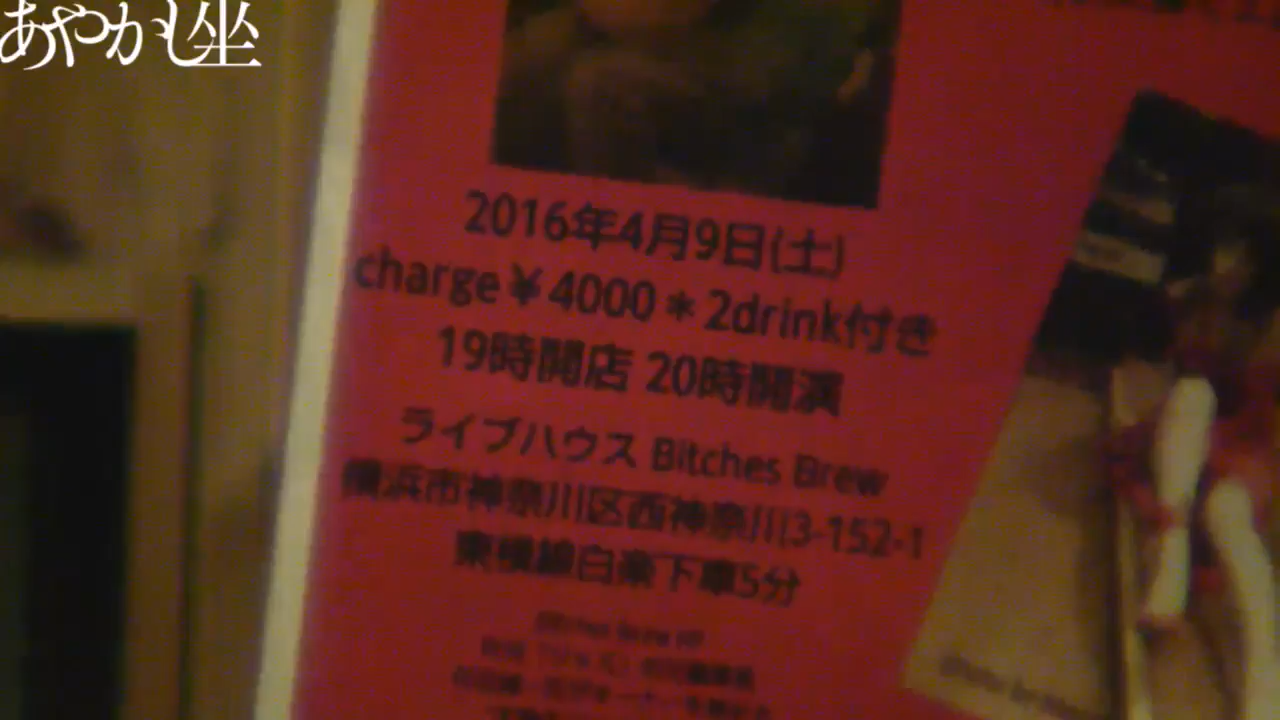 あやかし坐
2016年4月9日(土)
charge￥4000＊2drink付き
19時開店 20時開演
ライブハウス Bitches Brew
横浜市神奈川区西神奈川3-152-1
東横線白楽下車5分